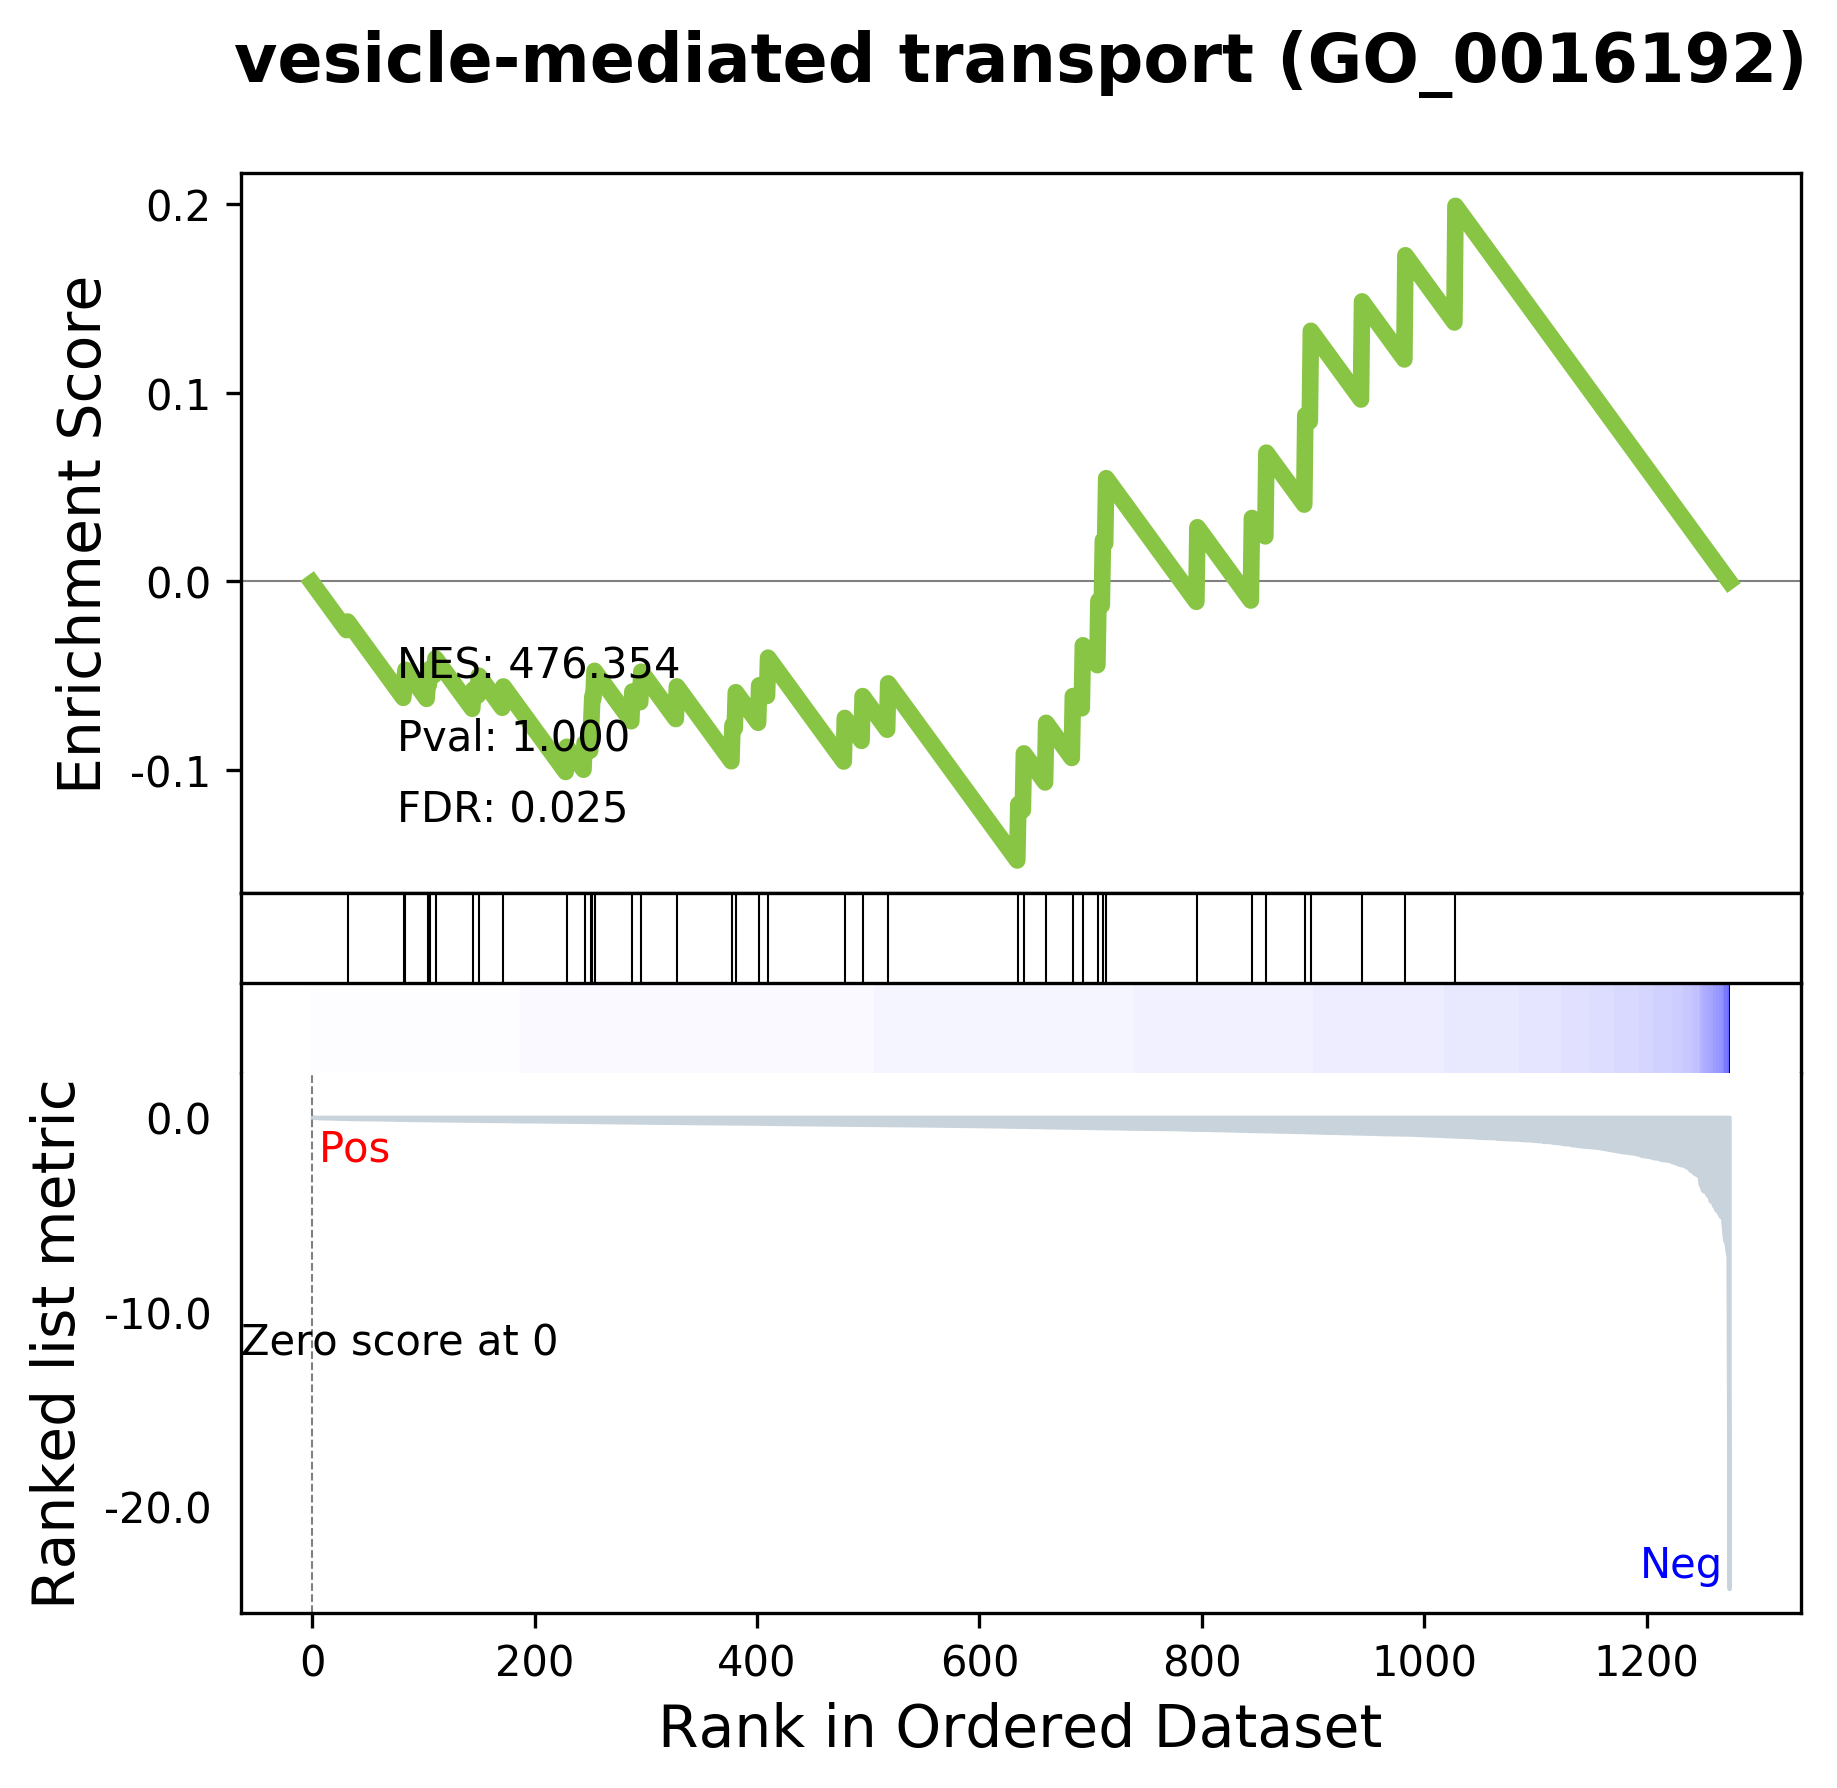 vesicle-mediated transport (GO_0016192)
Enrichment Score
0.2
0.1
0.0
-0.1
NES: 476.354
Pval: 1.000
FDR: 0.025
Ranked list metric
0.0
-10.0
-20.0
Pos
Zero score at 0
Neg
0 200 400 600 800 1000 1200
Rank in Ordered Dataset